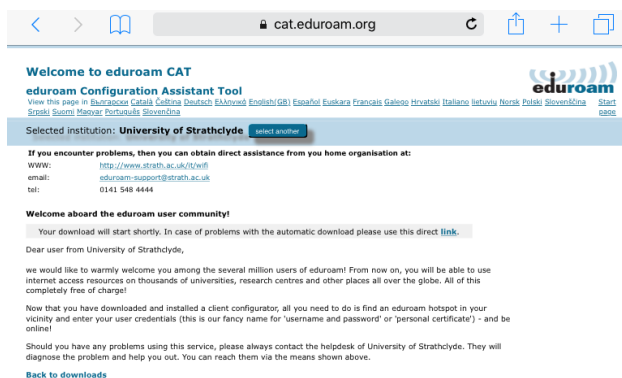 cat.eduroam.org
Welcome to eduroam CAT
eduroam Configuration Assistant Tool
eduroam
View this page in Български Català Čeština Deutsch Ελληνικά English(GB) Español Euskara Français Galego Hrvatski Italiano lietuvių Norsk Polski Slovenščina
Srpski Suomi Magyar Português Slovenčina
Start
page
Selected institution: University of Strathclyde select another
If you encounter problems, then you can obtain direct assistance from you home organisation at:
WWW: http://www.strath.ac.uk/it/wifi
email: eduroam-support@strath.ac.uk
tel: 0141 548 4444
Welcome aboard the eduroam user community!
Your download will start shortly. In case of problems with the automatic download please use this direct link.
Dear user from University of Strathclyde,
we would like to warmly welcome you among the several million users of eduroam! From now on, you will be able to use
internet access resources on thousands of universities, research centres and other places all over the globe. All of this
completely free of charge!
Now that you have downloaded and installed a client configurator, all you need to do is find an eduroam hotspot in your
vicinity and enter your user credentials (this is our fancy name for 'username and password' or 'personal certificate') - and be
online!
Should you have any problems using this service, please always contact the helpdesk of University of Strathclyde. They will
diagnose the problem and help you out. You can reach them via the means shown above.
Back to downloads